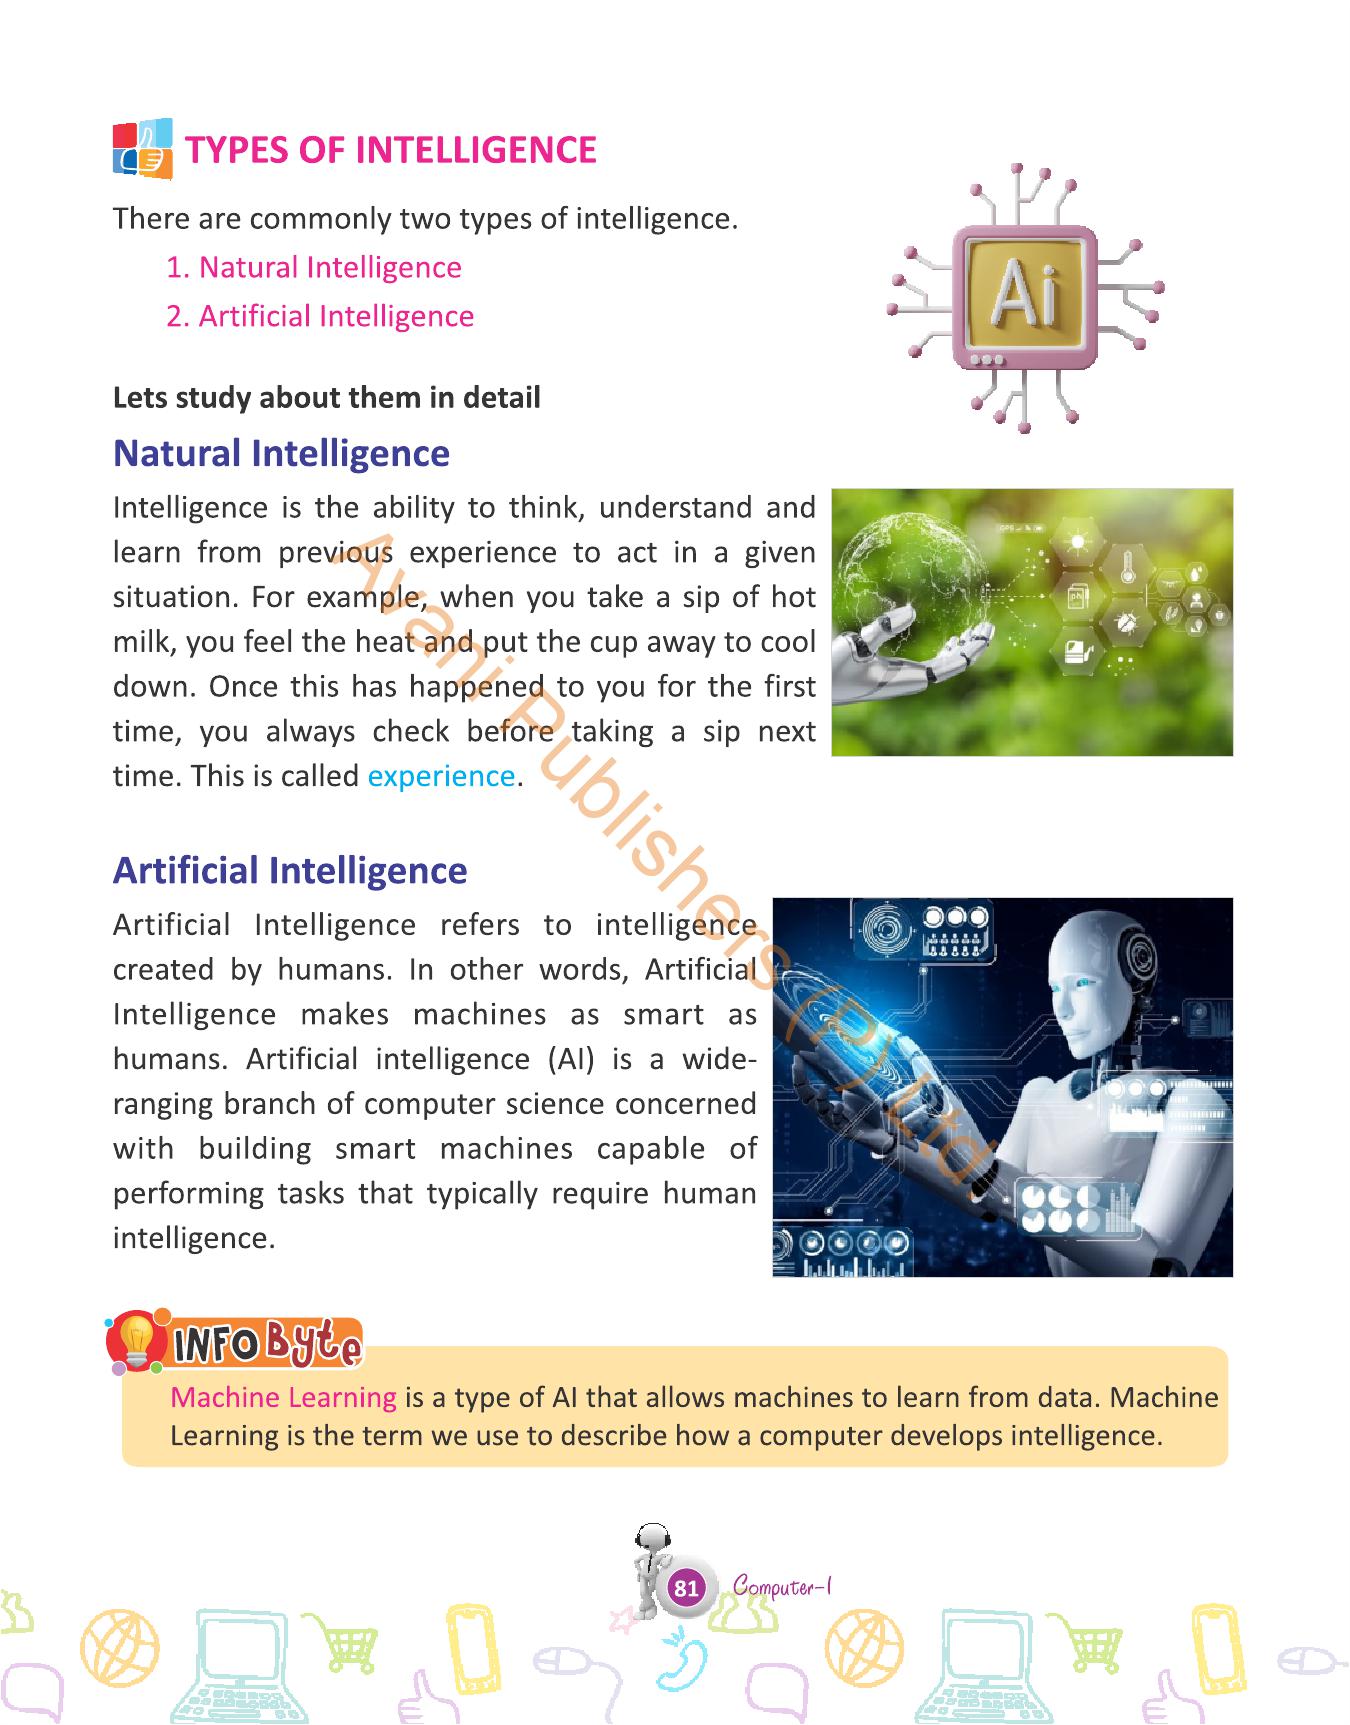 TYPES OF INTELLIGENCE
There are commonly two types of intelligence.
1. Natural Intelligence
2. Artificial Intelligence
Ai
Lets study about them in detail
Natural Intelligence
Intelligence is the ability to think, understand and
learn from previous experience to act in a given
situation. For example, when you take a sip of hot
milk, you feel the heat and put the cup away to cool
down. Once this has happened to you for the first
time, you always check before taking a sip next
time. This is called experience.
Artificial Intelligence
Artificial Intelligence refers to intelligence
created by humans. In other words, Artificial
Intelligence makes machines as smart as
humans. Artificial intelligence (AI) is a wide-
ranging branch of computer science concerned
with building smart machines capable of
performing tasks that typically require human
intelligence.
Avani Publishers (P) Ltd.
INFO Byte
Machine Learning is a type of AI that allows machines to learn from data. Machine
Learning is the term we use to describe how a computer develops intelligence.
81
Computer-1